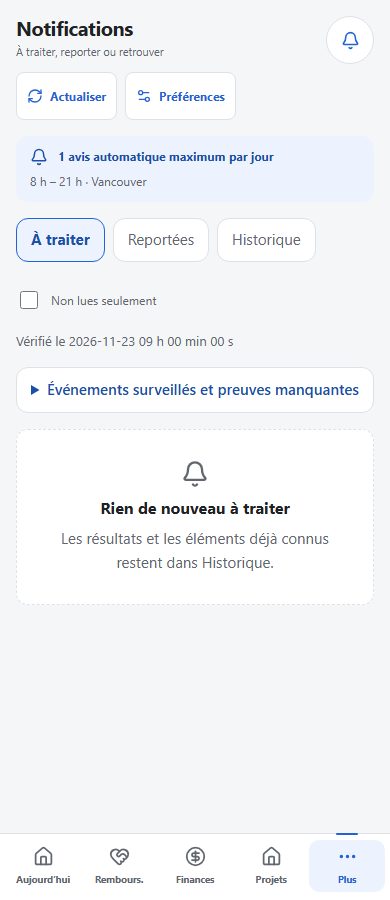 Notifications
À traiter, reporter ou retrouver
Actualiser
Préférences
1 avis automatique maximum par jour
8 h – 21 h · Vancouver
À traiter
Reportées
Historique
Non lues seulement
Vérifié le 2026-11-23 09 h 00 min 00 s
Événements surveillés et preuves manquantes
Rien de nouveau à traiter
Les résultats et les éléments déjà connus
restent dans Historique.
Aujourd'hui
Rembours.
Finances
Projets
Plus